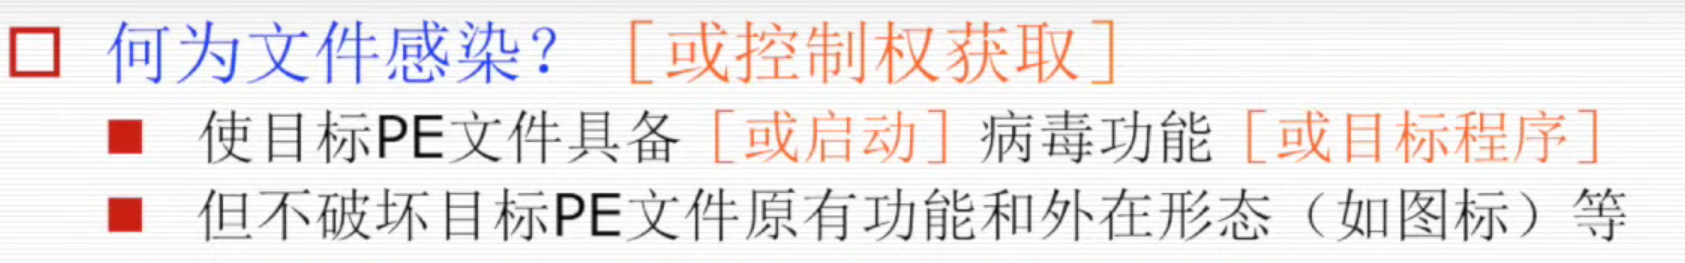 何为文件感染？［或控制权获取］
使目标PE文件具备［或启动］病毒功能［或目标程序］
但不破坏目标PE文件原有功能和外在形态（如图标）等